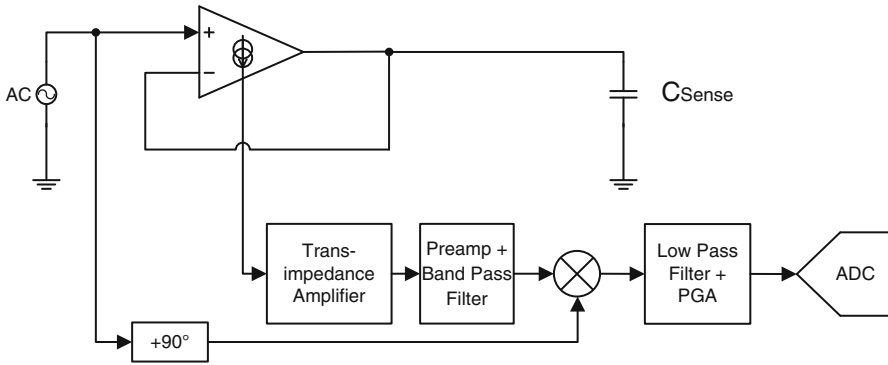 +
−
AC
CSense
Trans-
impedance
Amplifier
Preamp +
Band Pass
Filter
Low Pass
Filter +
PGA
ADC
+90°